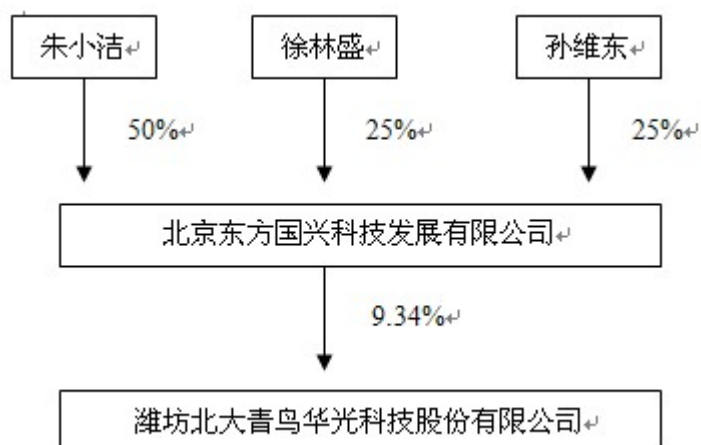 朱小洁 徐林盛 孙维东
50% 25% 25%
北京东方国兴科技发展有限公司
9.34%
潍坊北大青鸟华光科技股份有限公司